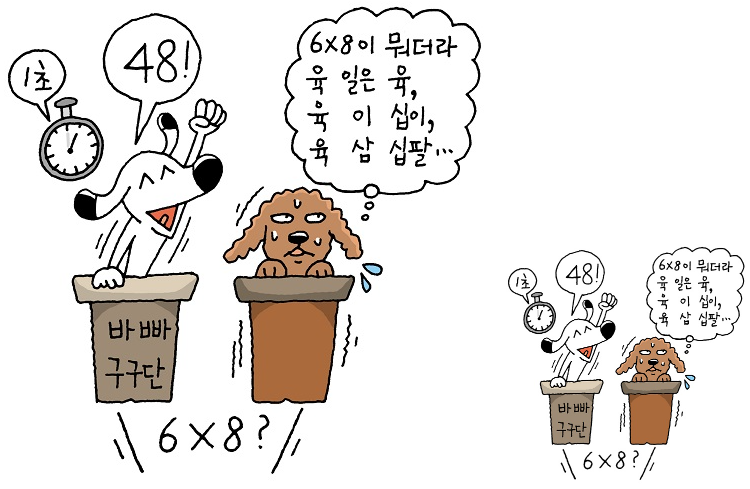 1초
48!
6×8이 뭐더라
육 일은 육,
육 이 십이,
육 삼 십팔...
바빠
구구단
6×8?
1초
48!
6×8이 뭐더라
육 일은 육,
육 이 십이,
육 삼 십팔...
바빠
구구단
6×8?